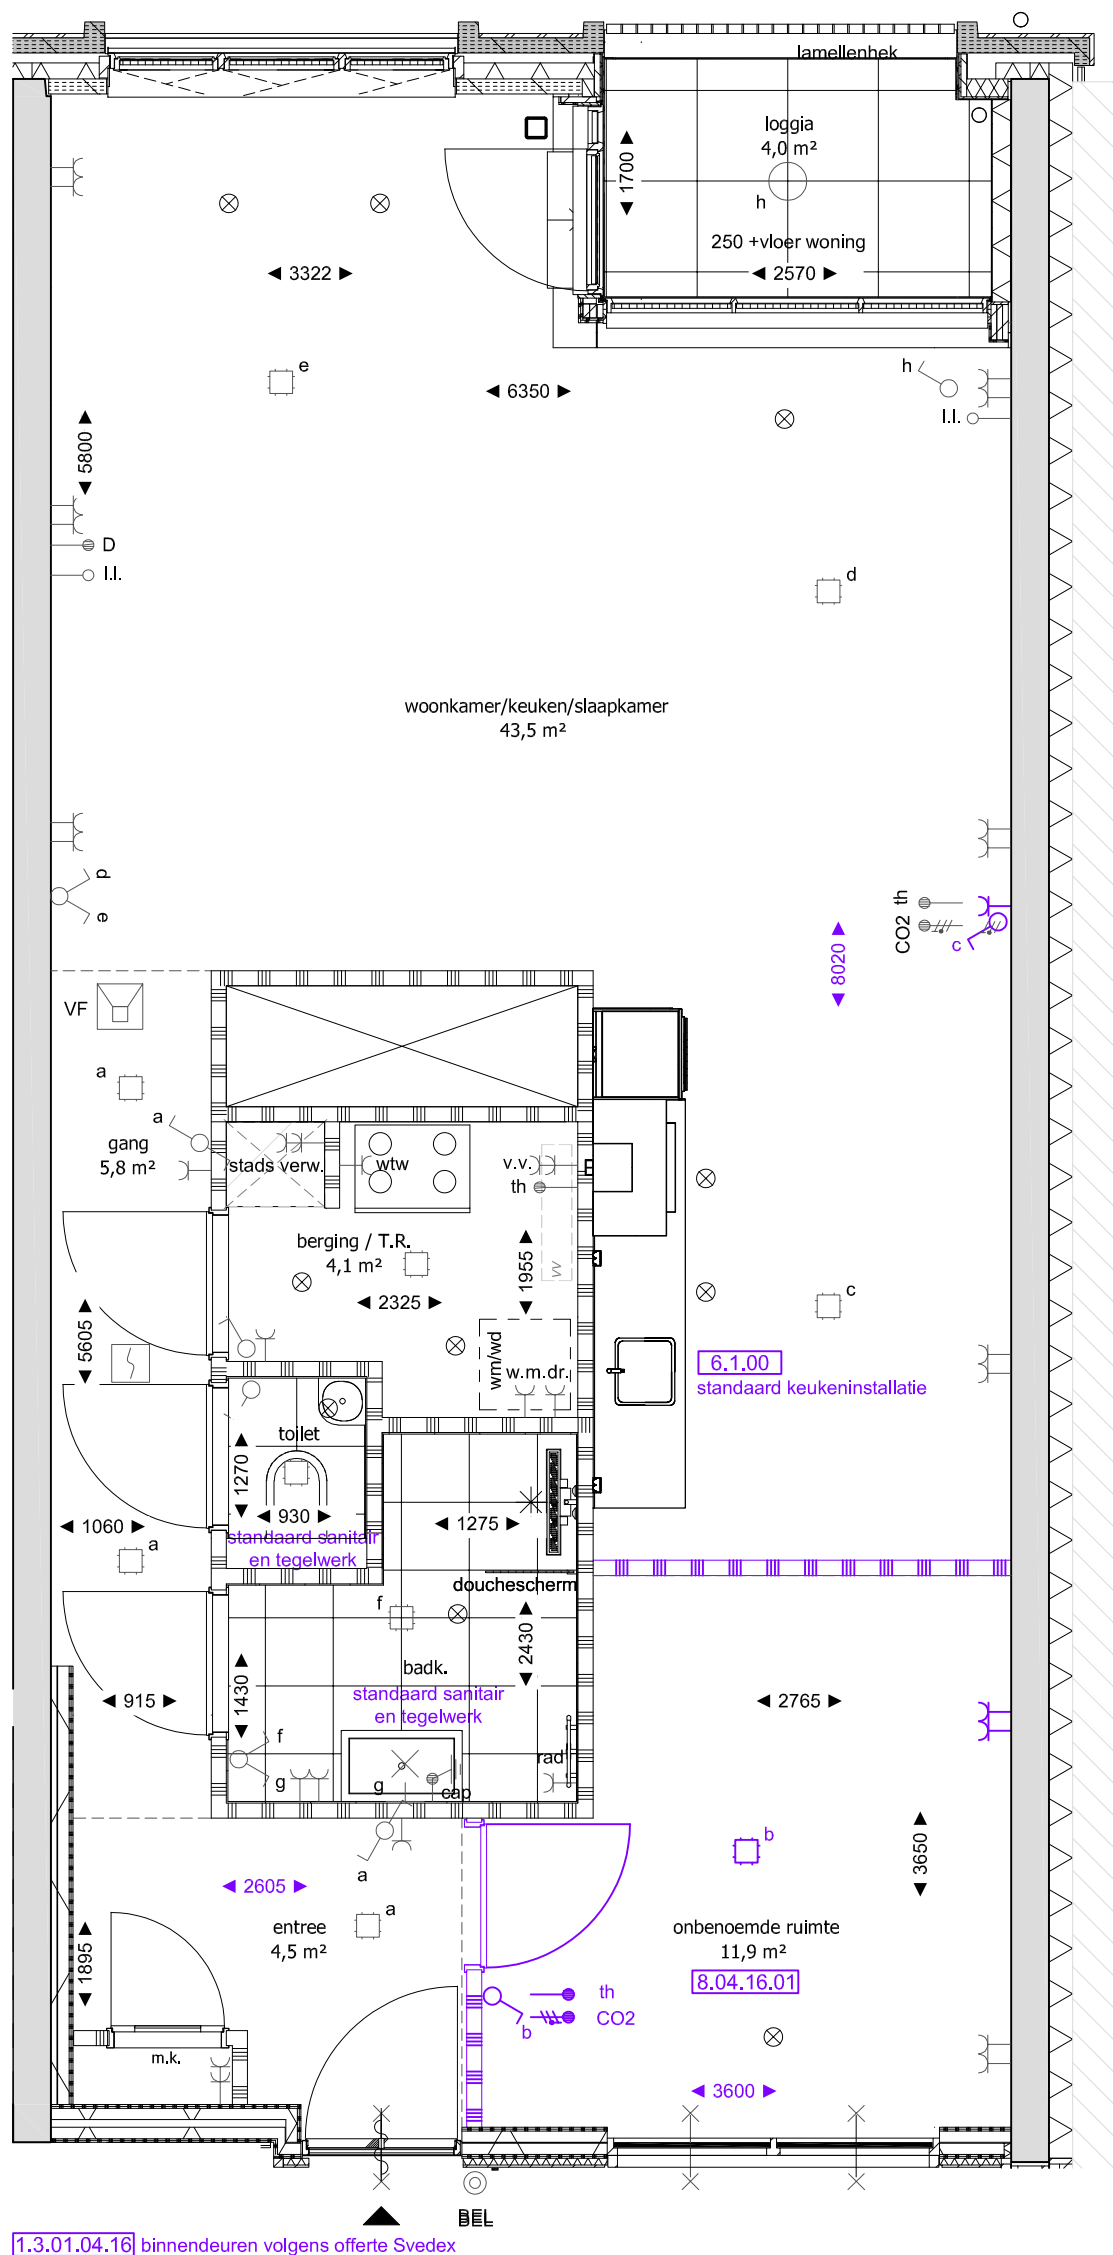 lamellenhek
loggia
4,0 m²
1700
h
250 +vloer woning
3322
2570
e
6350
h
l.l.
5800
D
l.l.
d
woonkamer/keuken/slaapkamer
43,5 m²
d
e
th
CO2
c
8020
VF
a
a
gang
5,8 m²
stads verw.
wtw
v.v.
th
vv
berging / T.R.
4,1 m²
1955
2325
c
5605
wm/wd
w.m.dr.
6.1.00
standaard keukeninstallatie
toilet
1270
930
standaard sanitair
en tegelwerk
1275
1060
a
douchescherm
f
2430
badk.
1430
standaard sanitair
en tegelwerk
915
2765
f
g
rad
g
cap
a
b
3650
2605
a
entree
4,5 m²
onbenoemde ruimte
11,9 m²
8.04.16.01
1895
th
CO2
b
m.k.
3600
BEL
1.3.01.04.16 binnendeuren volgens offerte Svedex